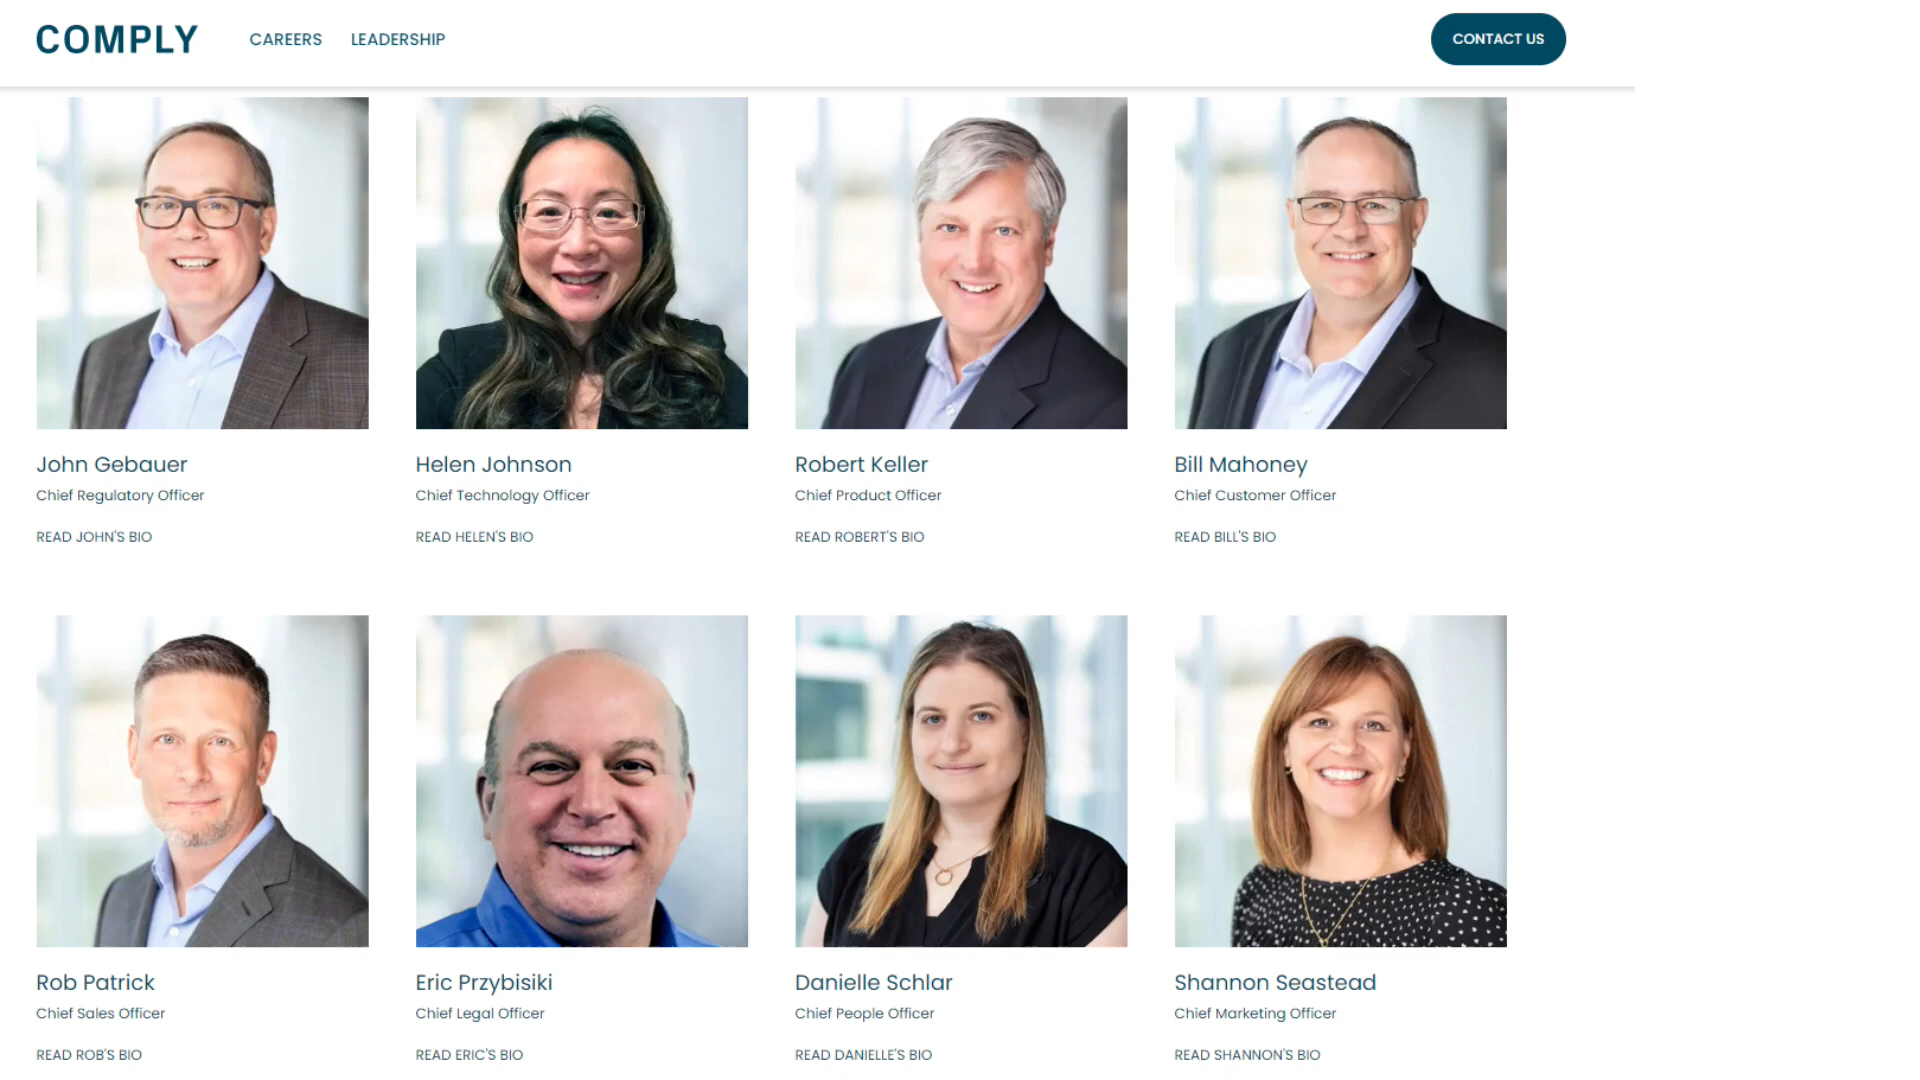 COMPLY CAREERS LEADERSHIP CONTACT US
John Gebauer
Chief Regulatory Officer
READ JOHN'S BIO
Helen Johnson
Chief Technology Officer
READ HELEN'S BIO
Robert Keller
Chief Product Officer
READ ROBERT'S BIO
Bill Mahoney
Chief Customer Officer
READ BILL'S BIO
Rob Patrick
Chief Sales Officer
READ ROB'S BIO
Eric Przybisiki
Chief Legal Officer
READ ERIC'S BIO
Danielle Schlar
Chief People Officer
READ DANIELLE'S BIO
Shannon Seastead
Chief Marketing Officer
READ SHANNON'S BIO